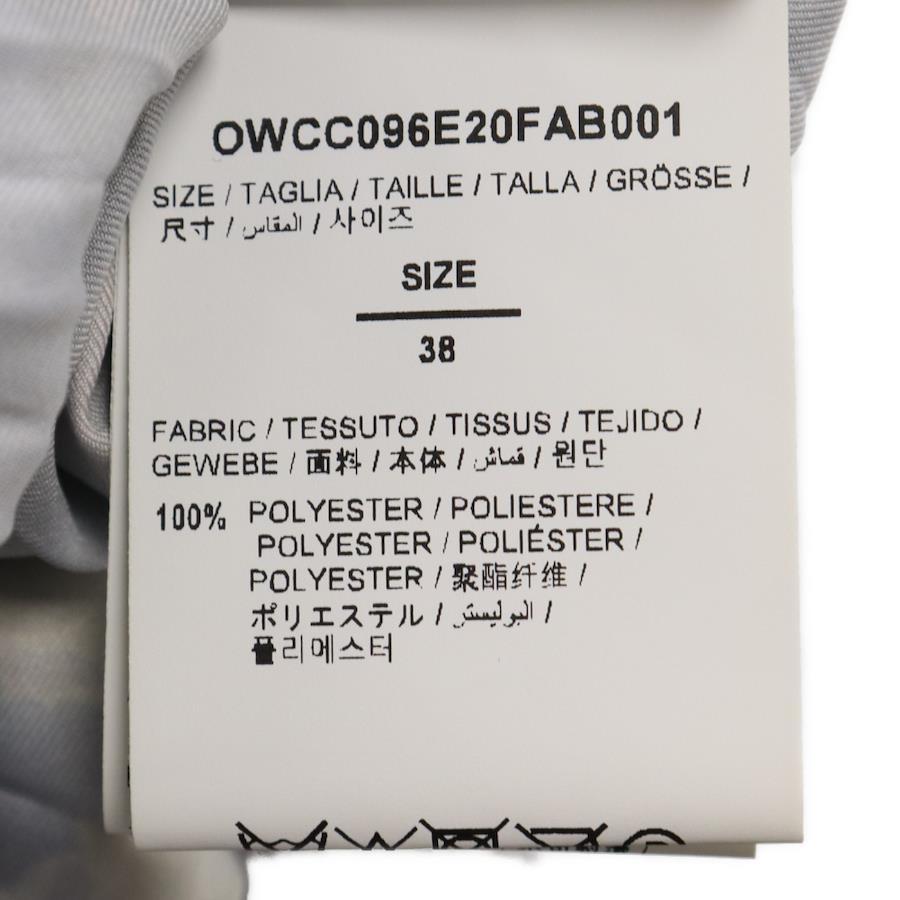 OWCC096E20FAB001
SIZE / TAGLIA / TAILLE / TALLA / GRÖSSE /
尺寸 / المقاس / 사이즈
SIZE
38
FABRIC / TESSUTO / TISSUS / TEJIDO /
GEWEBE / 面料 / 本体 / قماش / 원단
100% POLYESTER / POLIESTERE /
POLYESTER / POLIÉSTER /
POLYESTER / 聚酯纤维 /
ポリエステル / البوليستر /
폴리에스터